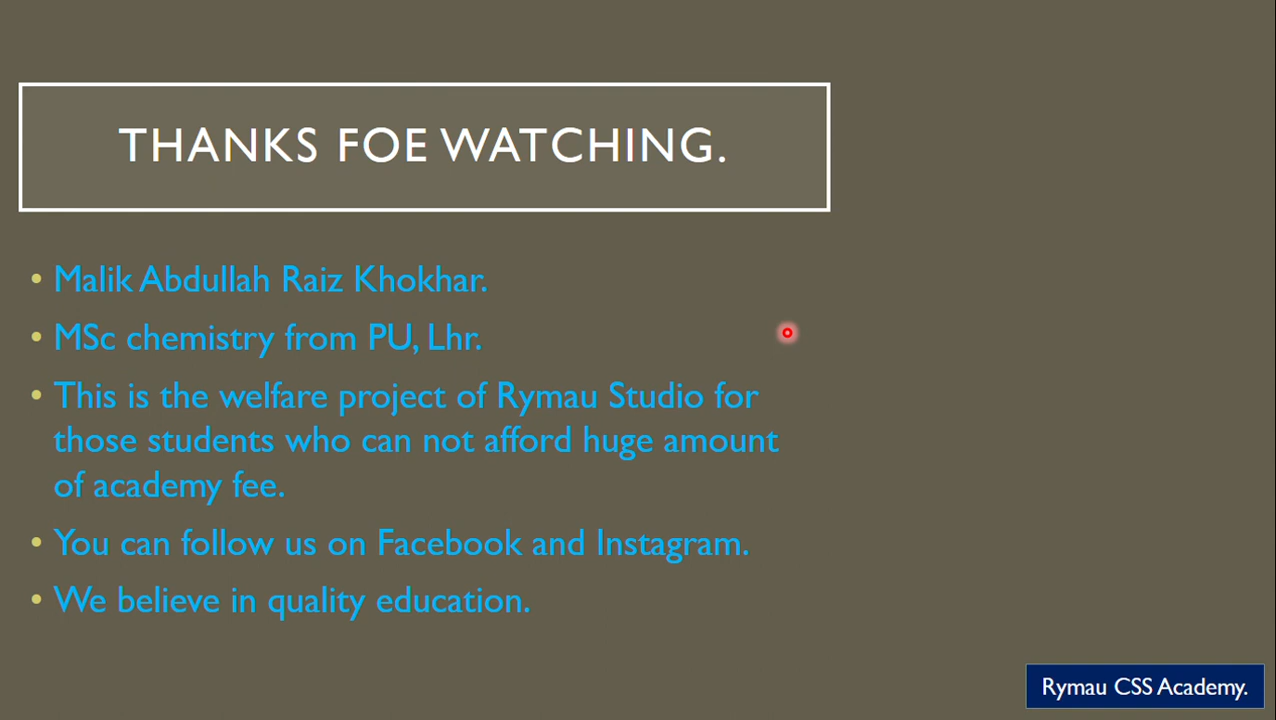 THANKS FOE WATCHING.
• Malik Abdullah Raiz Khokhar.
• MSc chemistry from PU, Lhr.
• This is the welfare project of Rymau Studio for
those students who can not afford huge amount
of academy fee.
• You can follow us on Facebook and Instagram.
• We believe in quality education.
Rymau CSS Academy.